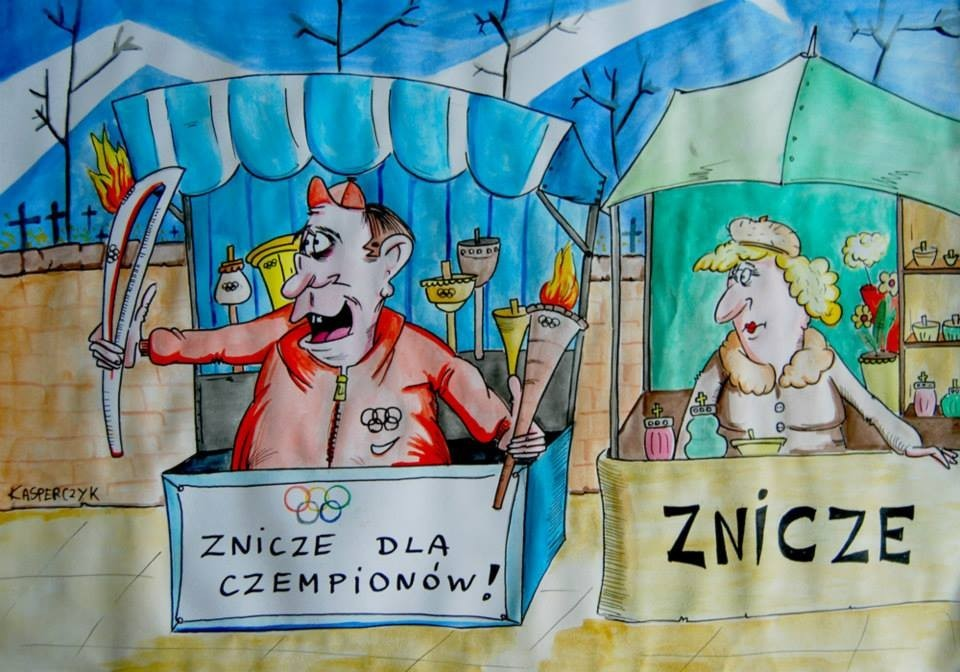 KASPERCZYK
ZNICZE DLA
CZEMPIONÓW!
ZNICZE